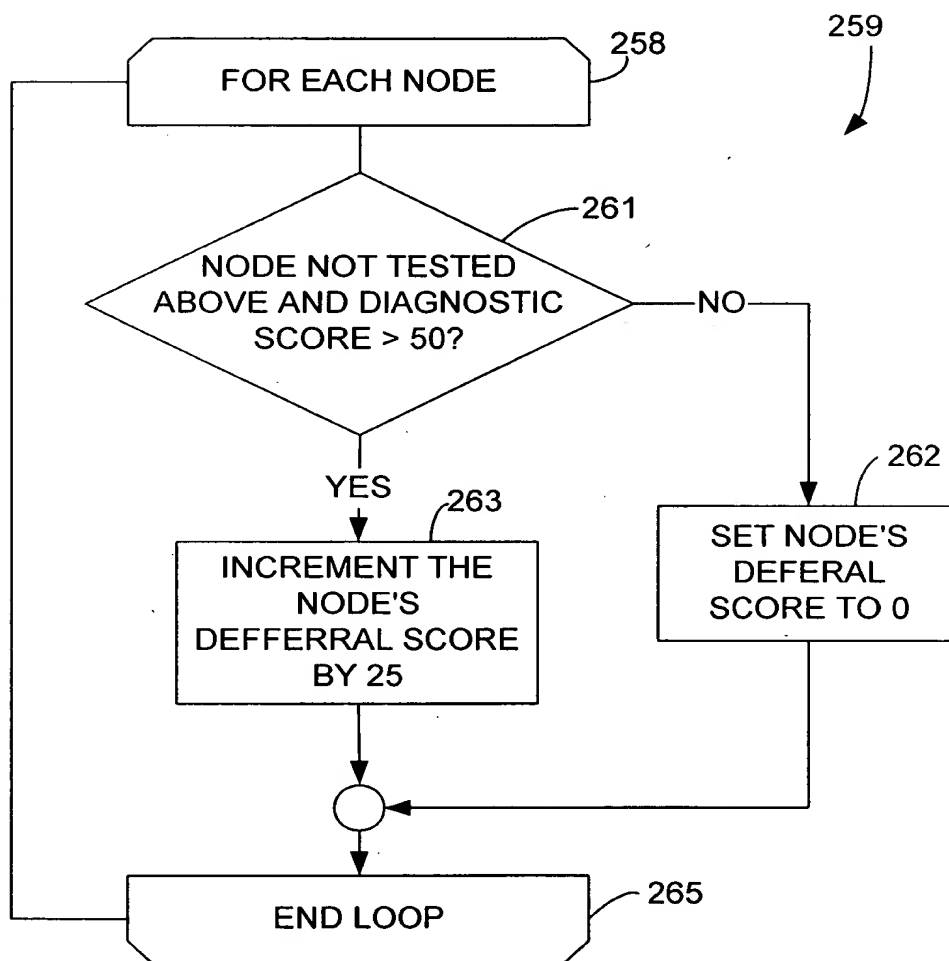 259
258
FOR EACH NODE
261
NODE NOT TESTED
ABOVE AND DIAGNOSTIC
SCORE > 50?
NO
YES
262
SET NODE'S
DEFERAL
SCORE TO 0
263
INCREMENT THE
NODE'S
DEFFERRAL SCORE
BY 25
265
END LOOP